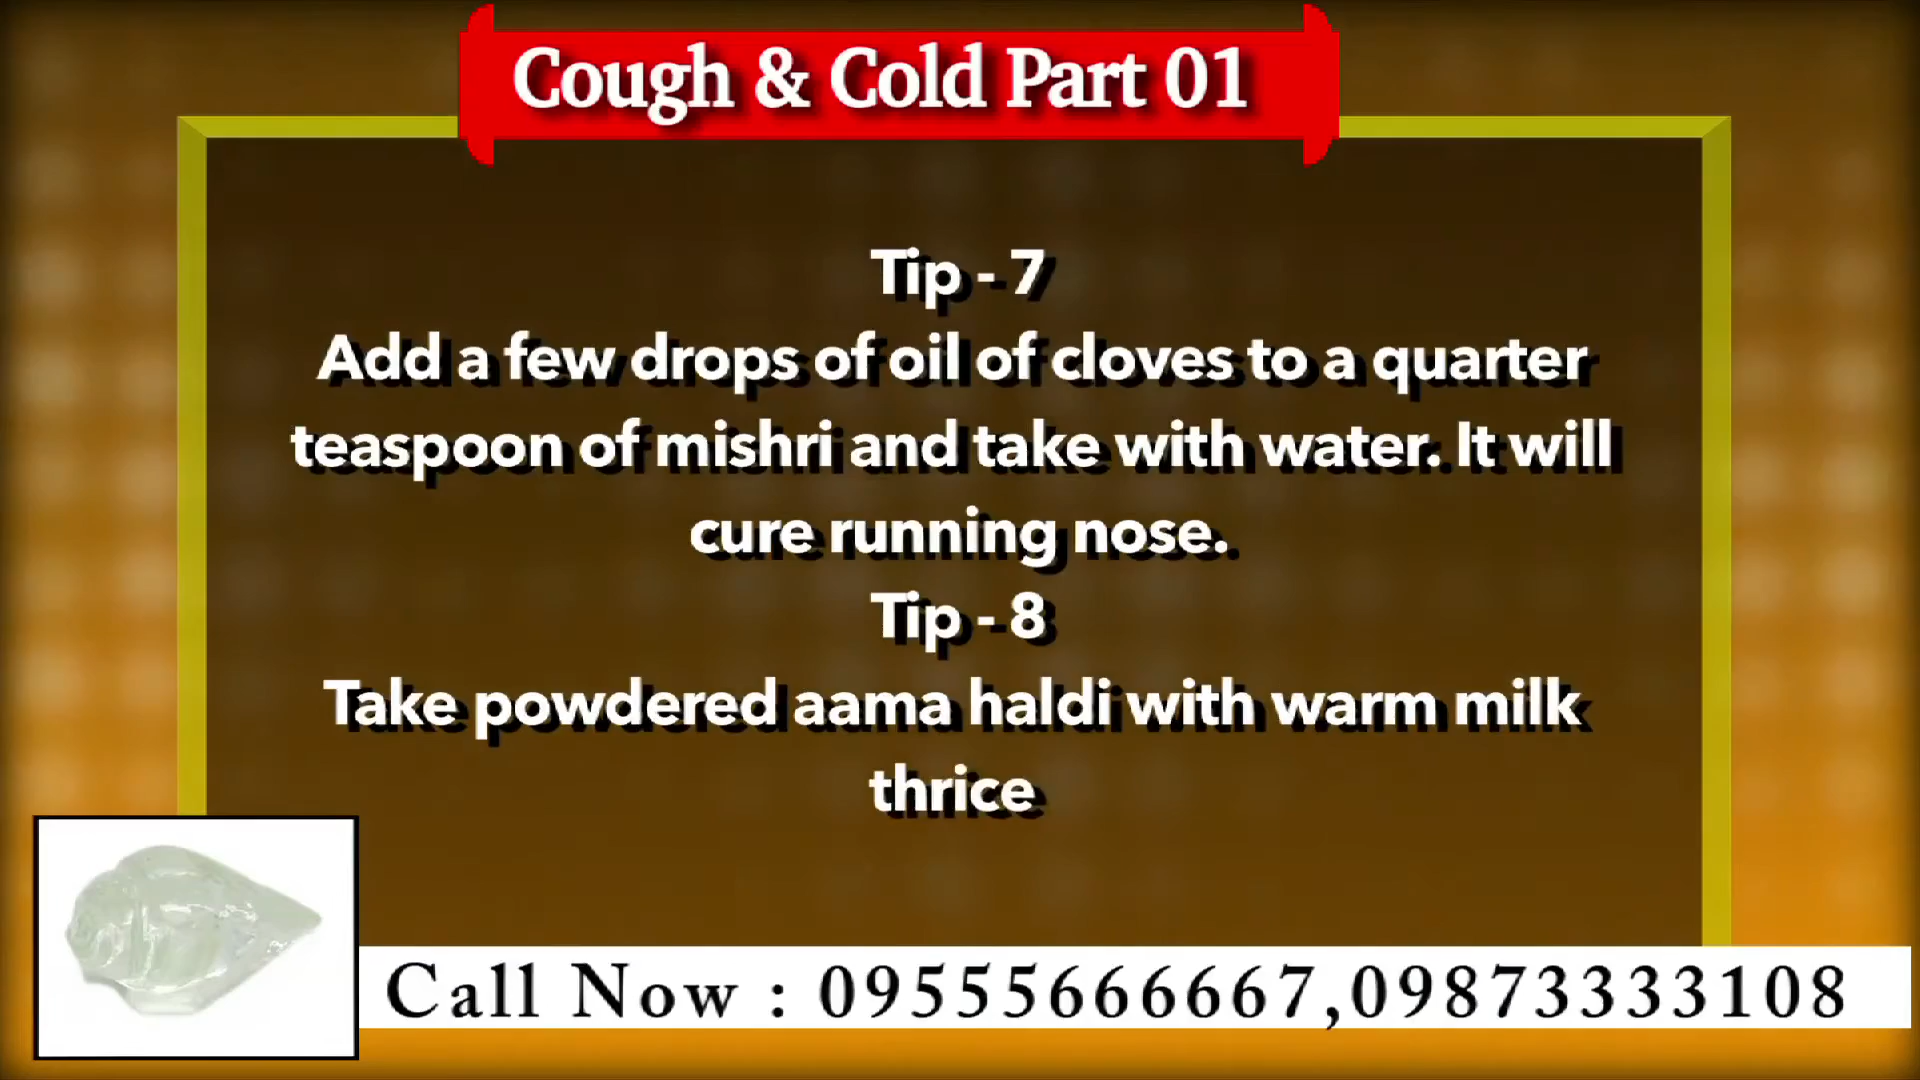 Cough & Cold Part 01
Tip - 7
Add a few drops of oil of cloves to a quarter
teaspoon of mishri and take with water. It will
cure running nose.
Tip - 8
Take powdered aama haldi with warm milk
thrice
Call Now : 09555666667,09873333108